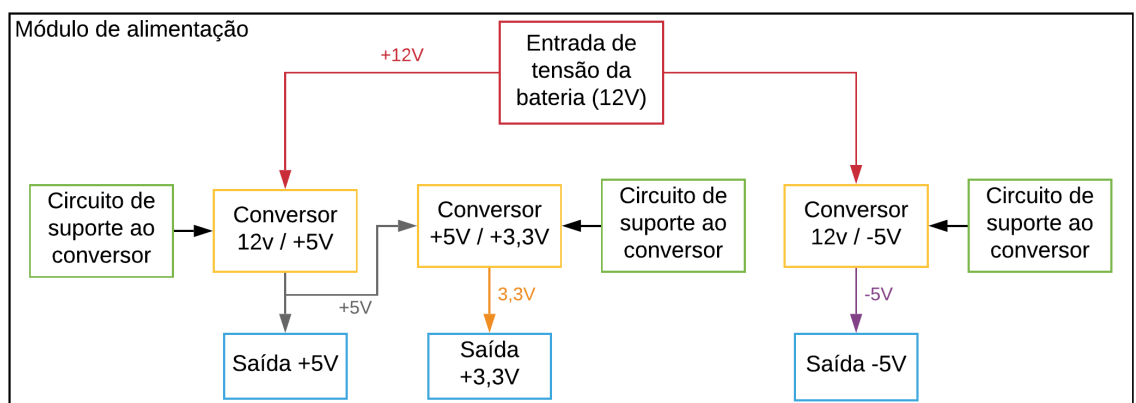 Módulo de alimentação
Entrada de
tensão da
bateria (12V)
+12V
Circuito de
suporte ao
conversor
Conversor
12v / +5V
Conversor
+5V / +3,3V
Circuito de
suporte ao
conversor
Conversor
12v / -5V
Circuito de
suporte ao
conversor
+5V
3,3V
-5V
Saída +5V
Saída
+3,3V
Saída -5V